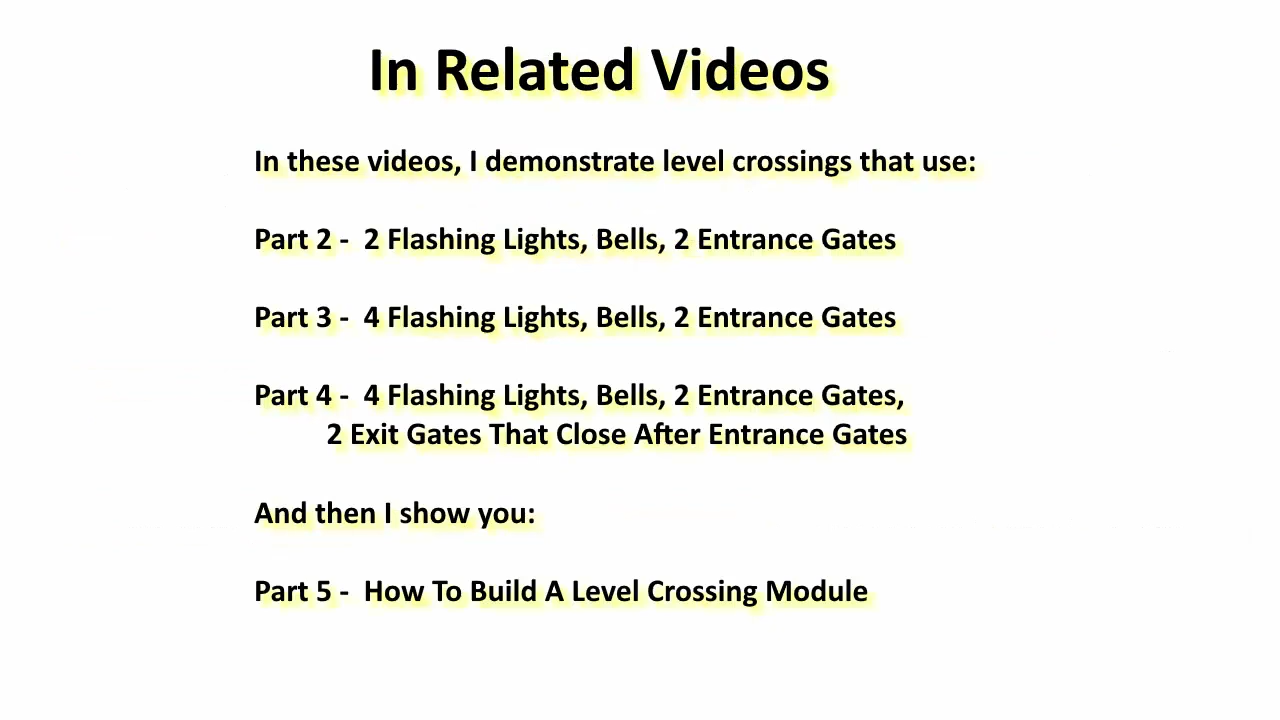 In Related Videos
In these videos, I demonstrate level crossings that use:
Part 2 -  2 Flashing Lights, Bells, 2 Entrance Gates
Part 3 -  4 Flashing Lights, Bells, 2 Entrance Gates
Part 4 -  4 Flashing Lights, Bells, 2 Entrance Gates,
2 Exit Gates That Close After Entrance Gates
And then I show you:
Part 5 -  How To Build A Level Crossing Module